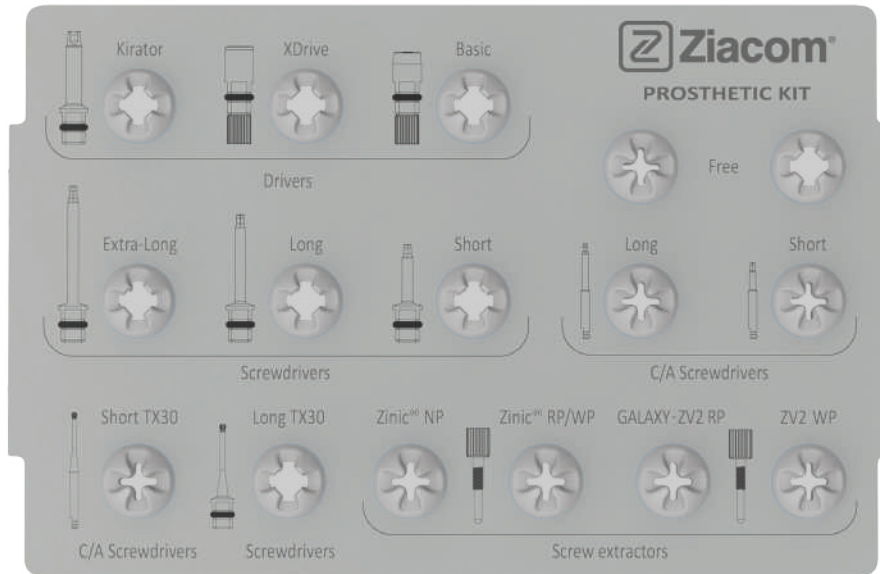 Kirator XDrive Basic
Ziacom®
PROSTHETIC KIT
Drivers
Free
Extra-Long Long Short
Long Short
Screwdrivers
C/A Screwdrivers
Short TX30 Long TX30 Zinic®® NP Zinic®® RP/WP GALAXY-ZV2 RP ZV2 WP
C/A Screwdrivers Screwdrivers Screw extractors